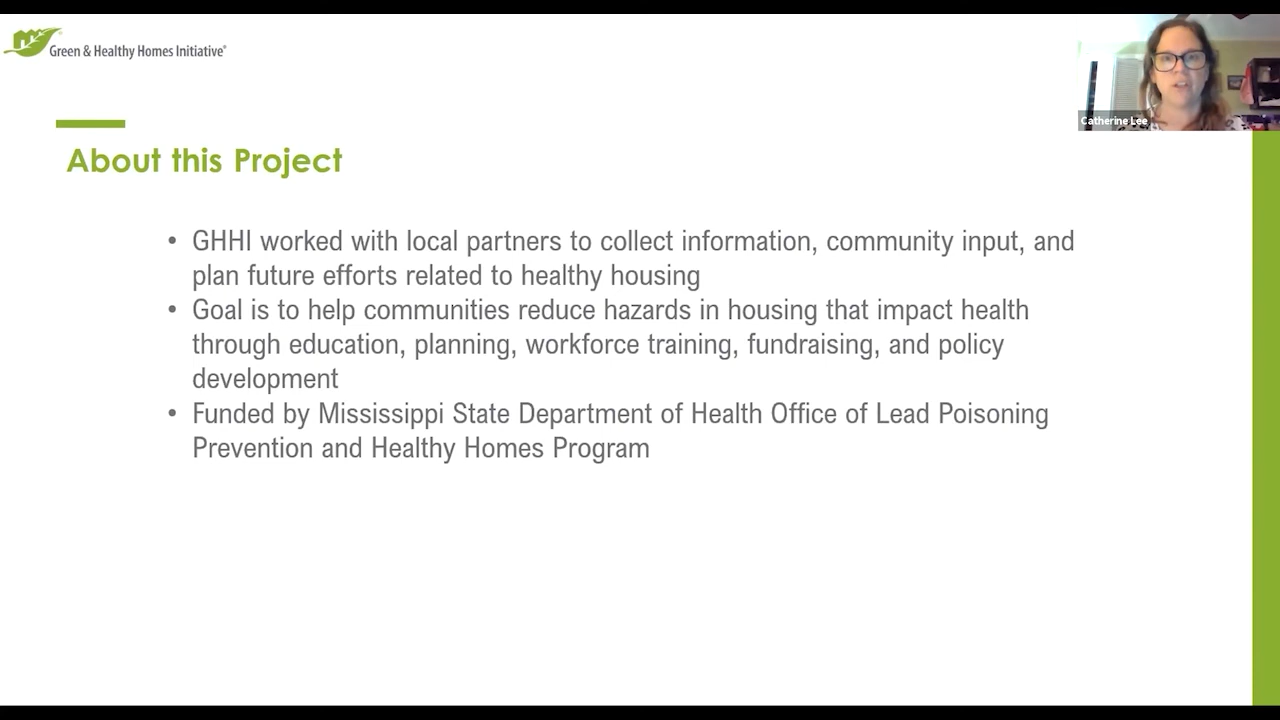 Green & Healthy Homes Initiative®
Catherine Lee
About this Project
• GHHI worked with local partners to collect information, community input, and
plan future efforts related to healthy housing
• Goal is to help communities reduce hazards in housing that impact health
through education, planning, workforce training, fundraising, and policy
development
• Funded by Mississippi State Department of Health Office of Lead Poisoning
Prevention and Healthy Homes Program